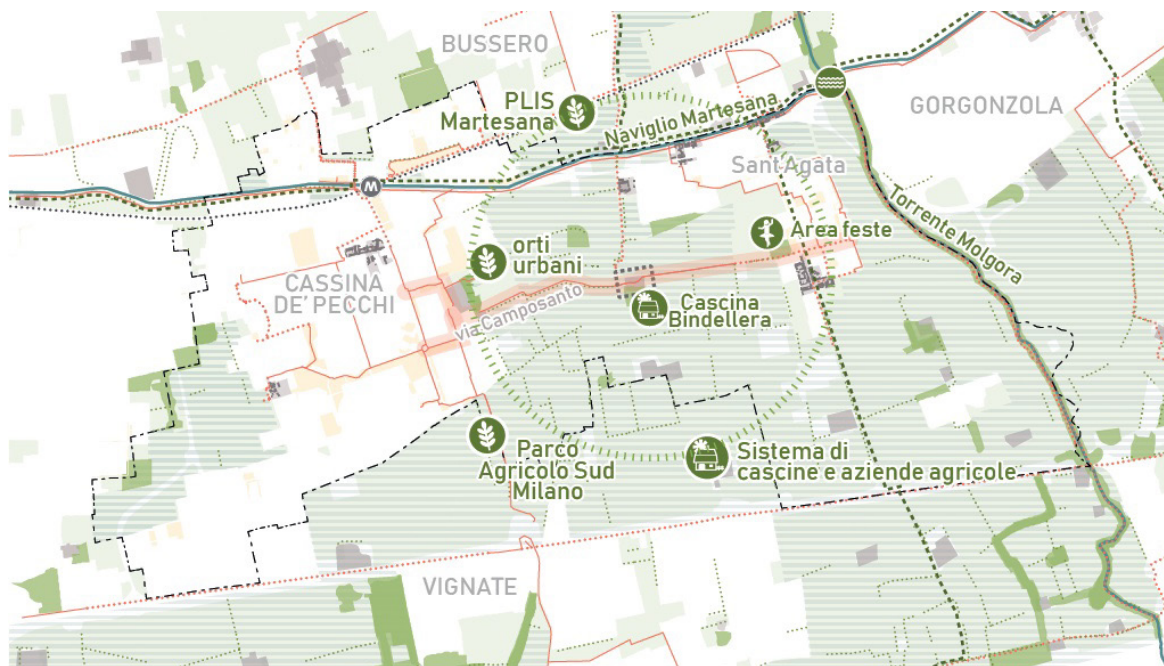 BUSSERO
PLIS
Martesana
Naviglio Martesana
GORGONZOLA
Sant'Agata
M
Torrente Molgora
Area feste
orti
urbani
CASSINA
DE' PECCHI
via Camposanto
Cascina
Bindellera
Parco
Agricolo Sud
Milano
Sistema di
cascine e aziende agricole
VIGNATE